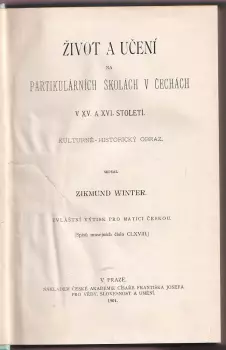 ŽIVOT A UČENÍ
NA
PARTIKULÁRNÍCH ŠKOLÁCH V ČECHÁCH
V XV. A XVI. STOLETÍ.
KULTURNĚ-HISTORICKÝ OBRAZ.
SEPSAL
ZIKMUND WINTER.
ZVLÁŠTNÍ VÝTISK PRO MATICI ČESKOU
(Spisů musejních číslo CLXVIII.)
V PRAZE.
NÁKLADEM ČESKÉ AKADEMIE CÍSAŘE FRANTIŠKA JOSEFA
PRO VĚDY, SLOVESNOST A UMĚNÍ.
1901.